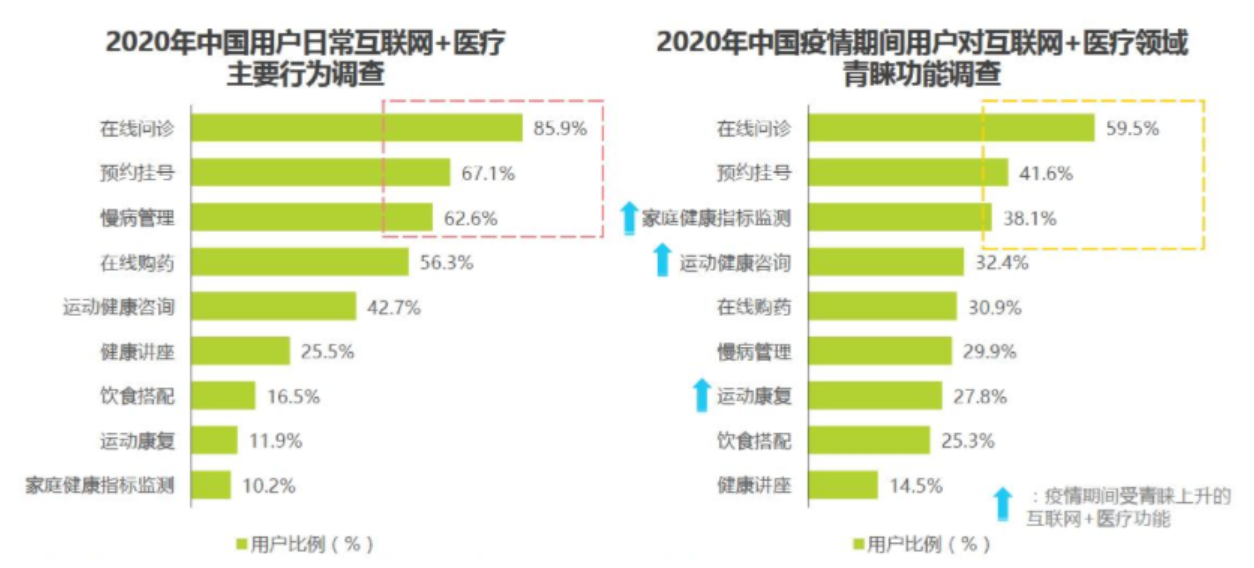 2020年中国用户日常互联网+医疗
主要行为调查
在线问诊 85.9%
预约挂号 67.1%
慢病管理 62.6%
在线购药 56.3%
运动健康咨询 42.7%
健康讲座 25.5%
饮食搭配 16.5%
运动康复 11.9%
家庭健康指标监测 10.2%
用户比例（%）
2020年中国疫情期间用户对互联网+医疗领域
青睐功能调查
在线问诊 59.5%
预约挂号 41.6%
家庭健康指标监测 38.1%
运动健康咨询 32.4%
在线购药 30.9%
慢病管理 29.9%
运动康复 27.8%
饮食搭配 25.3%
健康讲座 14.5%
：疫情期间受青睐上升的
互联网+医疗功能
用户比例（%）